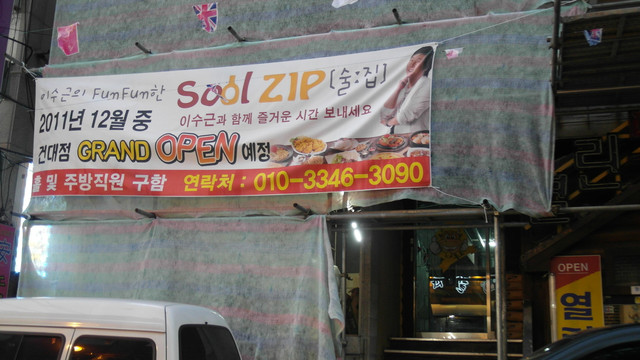 이수근의 FunFun한 Sool ZIP [술:집]
2011년 12월 중 이수근과 함께 즐거운 시간 보내세요
건대점 GRAND OPEN 예정
홀 및 주방직원 구함 연락처 : 010-3346-3090
OPEN
열
린